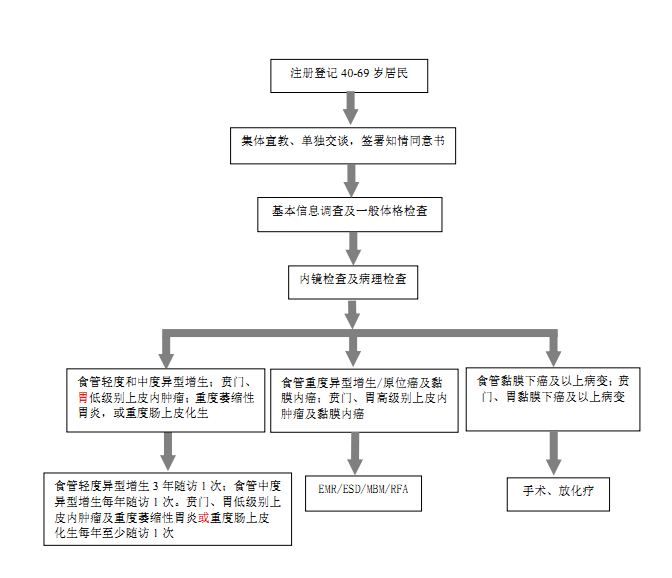 注册登记 40-69 岁居民
集体宣教、单独交谈，签署知情同意书
基本信息调查及一般体格检查
内镜检查及病理检查
食管轻度和中度异型增生；贲门、
胃低级别上皮内肿瘤；重度萎缩性
胃炎，或重度肠上皮化生
食管重度异型增生/原位癌及黏
膜内癌；贲门、胃高级别上皮内
肿瘤及黏膜内癌
食管黏膜下癌及以上病变；贲
门、胃黏膜下癌及以上病变
食管轻度异型增生 3 年随访 1 次；食管中度
异型增生每年随访 1 次。贲门、胃低级别上
皮内肿瘤及重度萎缩性胃炎或重度肠上皮
化生每年至少随访 1 次
EMR/ESD/MBM/RFA
手术、放化疗